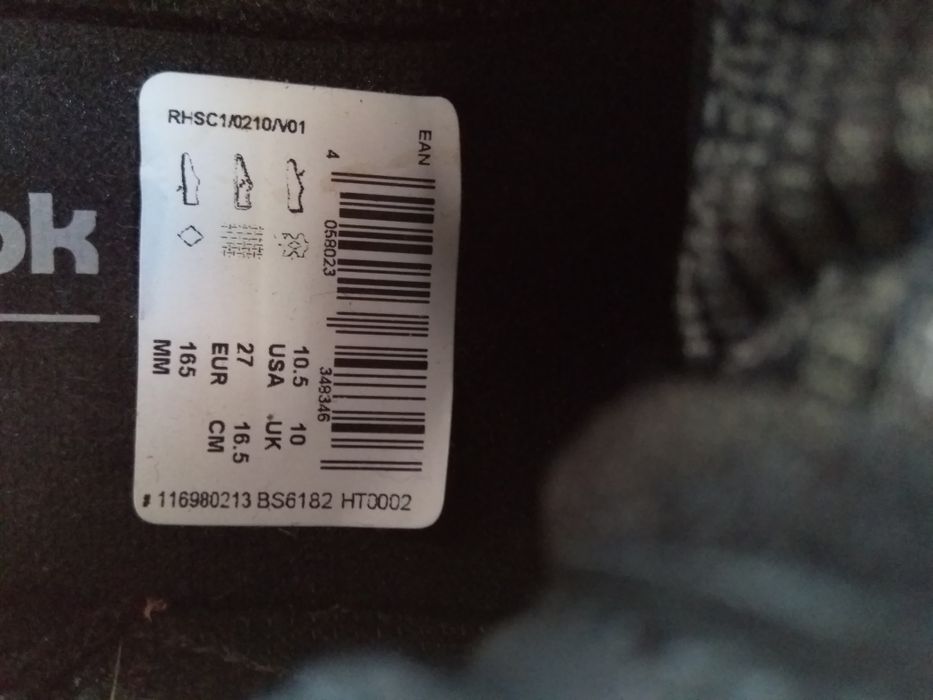 ok
RHSC1/0210/V01
EAN
4
058023
348346
10.5
USA
27
EUR
165
MM
10
UK
16.5
CM
# 116980213 BS6182 HT0002